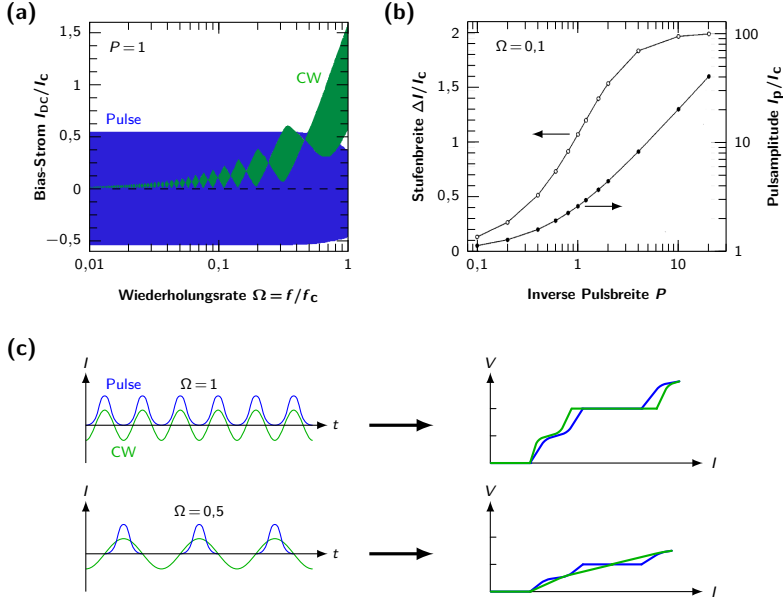 (a)
Bias-Strom I_DC/I_C
1,5
1
0,5
0
−0,5
P = 1
CW
Pulse
0,01
0,1
1
Wiederholungsrate Ω = f/f_C
(b)
Stufenbreite ΔI/I_C
2
1,5
1
0,5
0
Ω = 0,1
100
10
1
Pulsamplitude I_p/I_C
0,1
1
10
Inverse Pulsbreite P
(c)
I
Pulse
Ω = 1
t
CW
V
I
I
Ω = 0,5
t
V
I